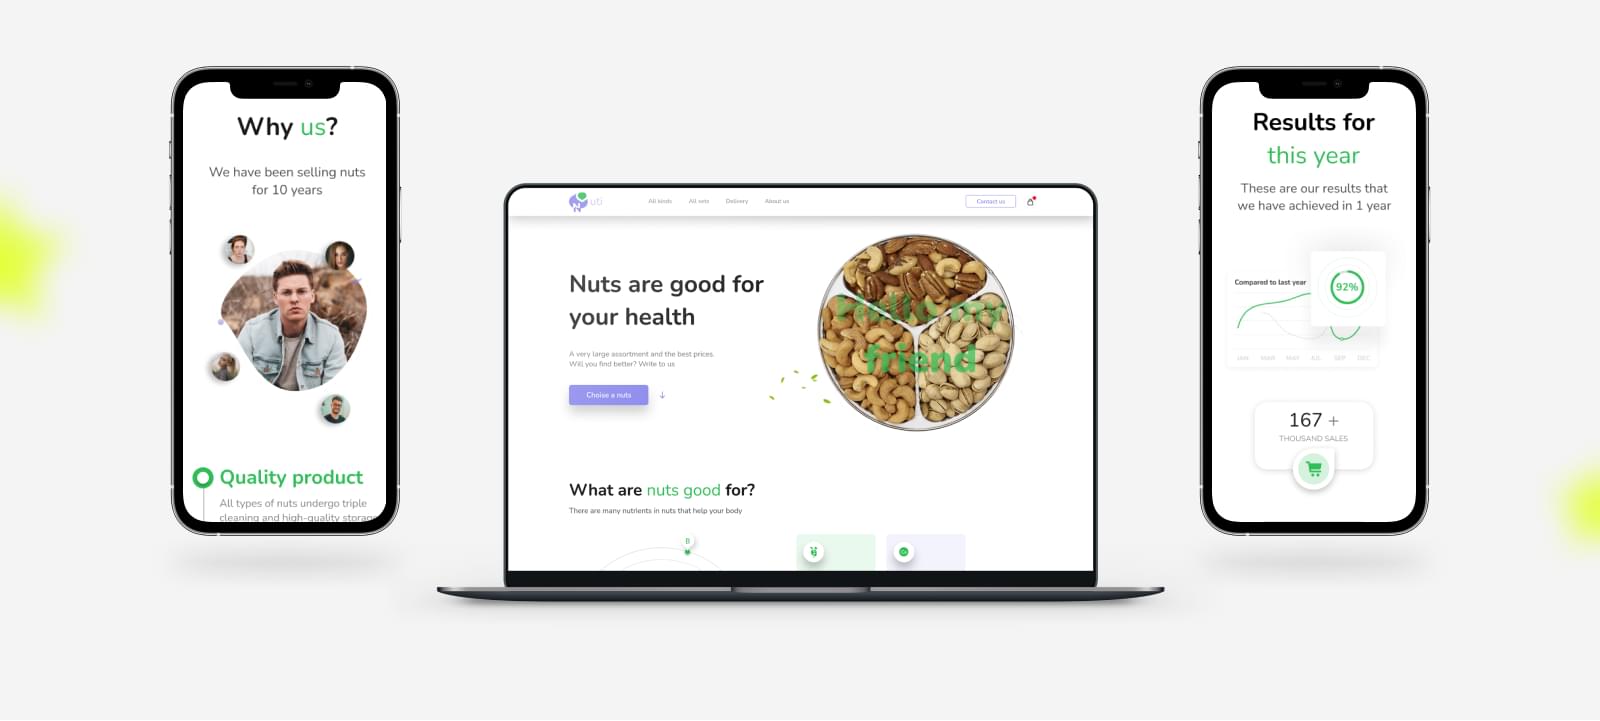 Why us?
We have been selling nuts
for 10 years
Quality product
All types of nuts undergo triple
cleaning and high-quality storage
N uti
All kinds
All sets
Delivery
About us
Contact us
Nuts are good for
your health
A very large assortment and the best prices.
Will you find better? Write to us
Choise a nuts
Hello my
friend
What are nuts good for?
There are many nutrients in nuts that help your body
B
Results for
this year
These are our results that
we have achieved in 1 year
Compared to last year
92%
JAN MAR MAY JUL SEP DEC
167 +
THOUSAND SALES